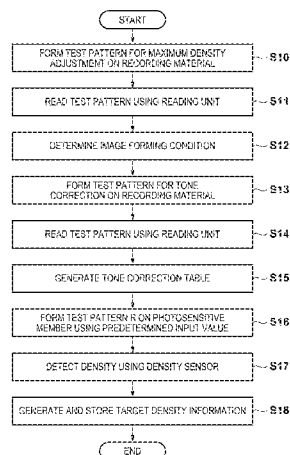 START
FORM TEST PATTERN FOR MAXIMUM DENSITY
ADJUSTMENT ON RECORDING MATERIAL
S10
READ TEST PATTERN USING READING UNIT
S11
DETERMINE IMAGE FORMING CONDITION
S12
FORM TEST PATTERN FOR TONE
CORRECTION ON RECORDING MATERIAL
S13
READ TEST PATTERN USING READING UNIT
S14
GENERATE TONE CORRECTION TABLE
S15
FORM TEST PATTERN R ON PHOTOSENSITIVE
MEMBER USING PREDETERMINED INPUT VALUE
S16
DETECT DENSITY USING DENSITY SENSOR
S17
GENERATE AND STORE TARGET DENSITY INFORMATION
S18
END